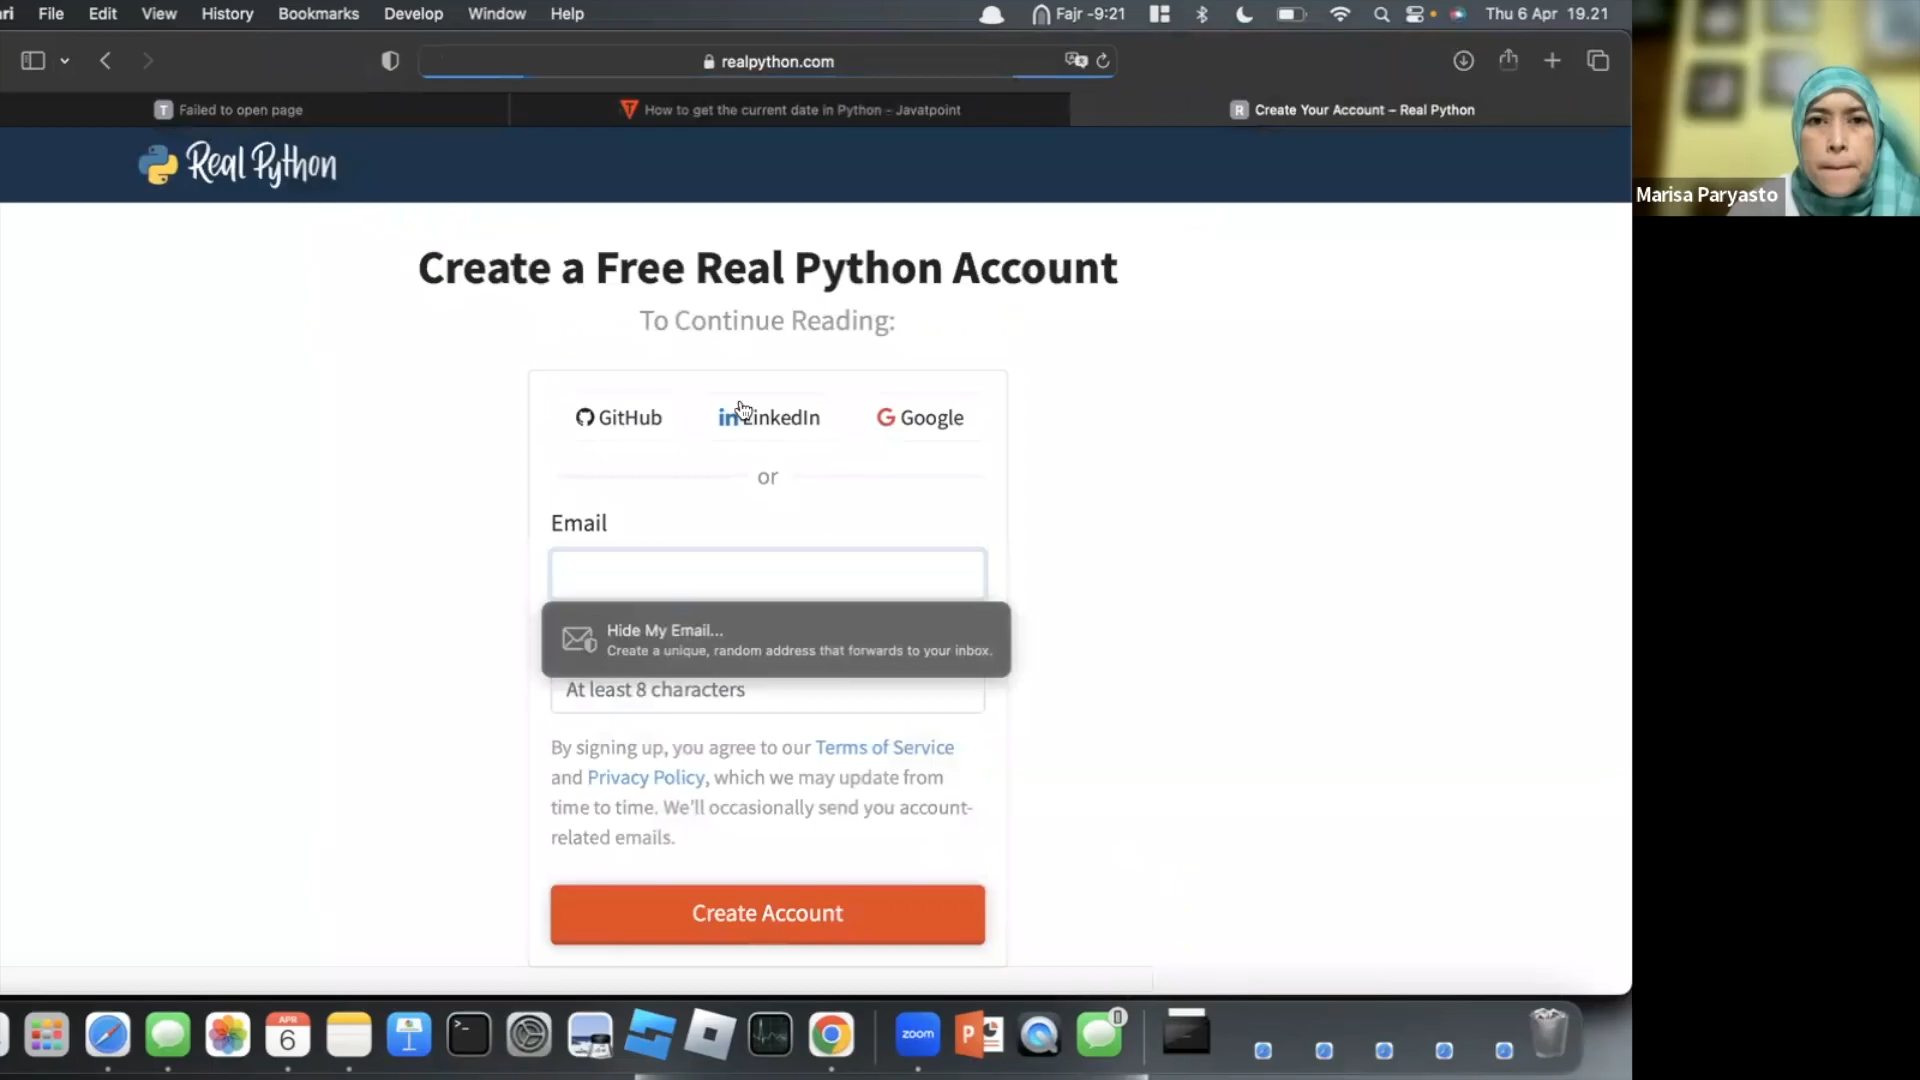 File Edit View History Bookmarks Develop Window Help Fajr -9:21 Thu 6 Apr 19.21
realpython.com
Failed to open page
How to get the current date in Python – Javatpoint
Create Your Account – Real Python
Real Python
Marisa Paryasto
Create a Free Real Python Account
To Continue Reading:
GitHub
LinkedIn
Google
or
Email
Hide My Email...
Create a unique, random address that forwards to your inbox.
At least 8 characters
By signing up, you agree to our Terms of Service
and Privacy Policy, which we may update from
time to time. We'll occasionally send you account-
related emails.
Create Account
APR
6
zoom